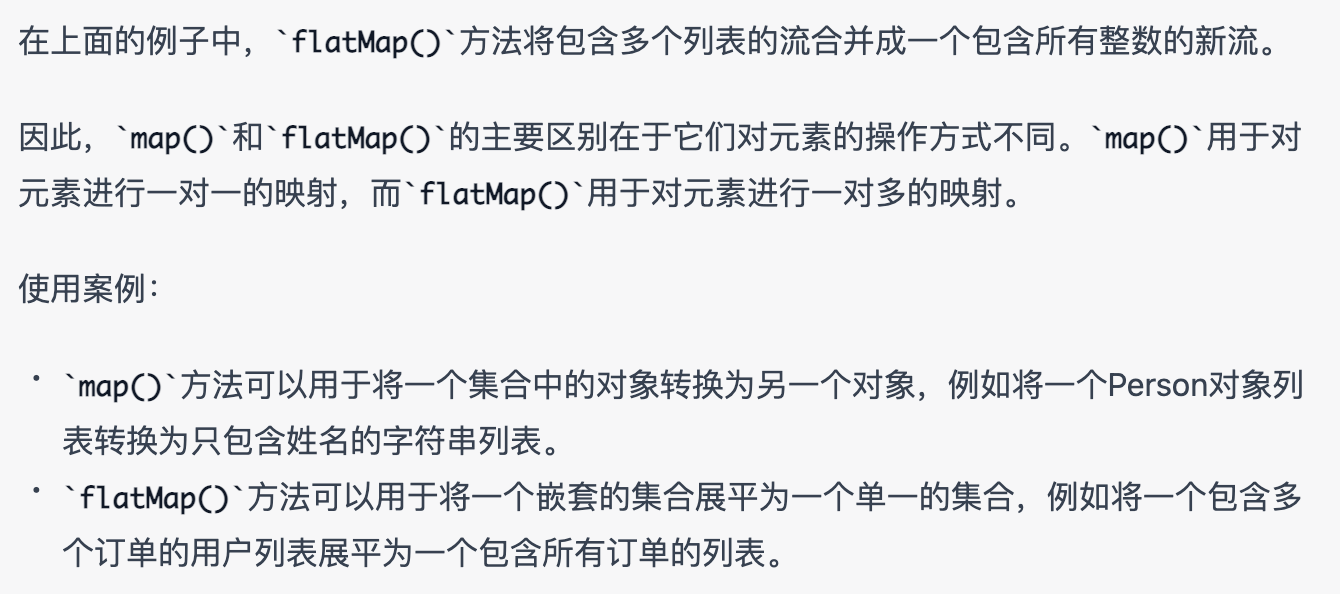 在上面的例子中，`flatMap()`方法将包含多个列表的流合并成一个包含所有整数的新流。
因此，`map()`和`flatMap()`的主要区别在于它们对元素的操作方式不同。`map()`用于对
元素进行一对一的映射，而`flatMap()`用于对元素进行一对多的映射。
使用案例：
• `map()`方法可以用于将一个集合中的对象转换为另一个对象，例如将一个Person对象列
表转换为只包含姓名的字符串列表。
• `flatMap()`方法可以用于将一个嵌套的集合展平为一个单一的集合，例如将一个包含多
个订单的用户列表展平为一个包含所有订单的列表。